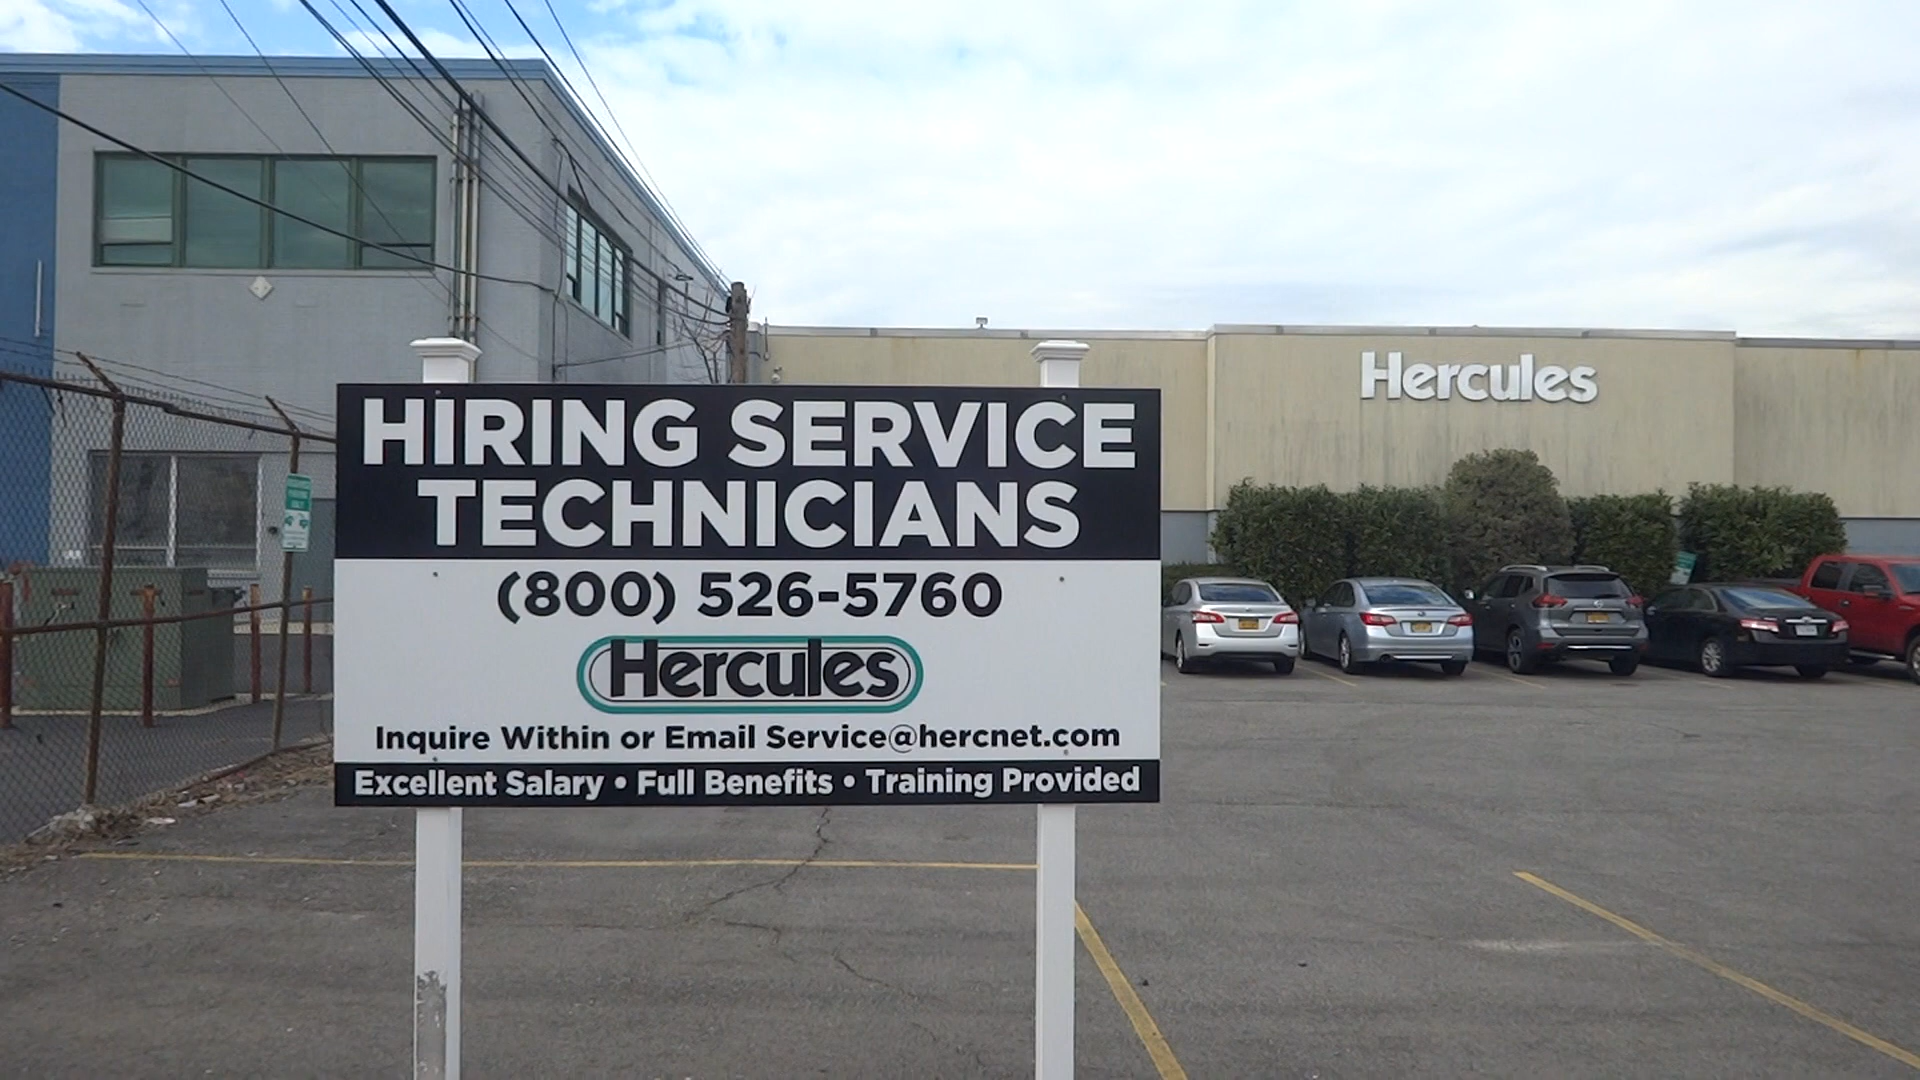 Hercules
HIRING SERVICE
TECHNICIANS
(800) 526-5760
Hercules
Inquire Within or Email Service@hercnet.com
Excellent Salary • Full Benefits • Training Provided